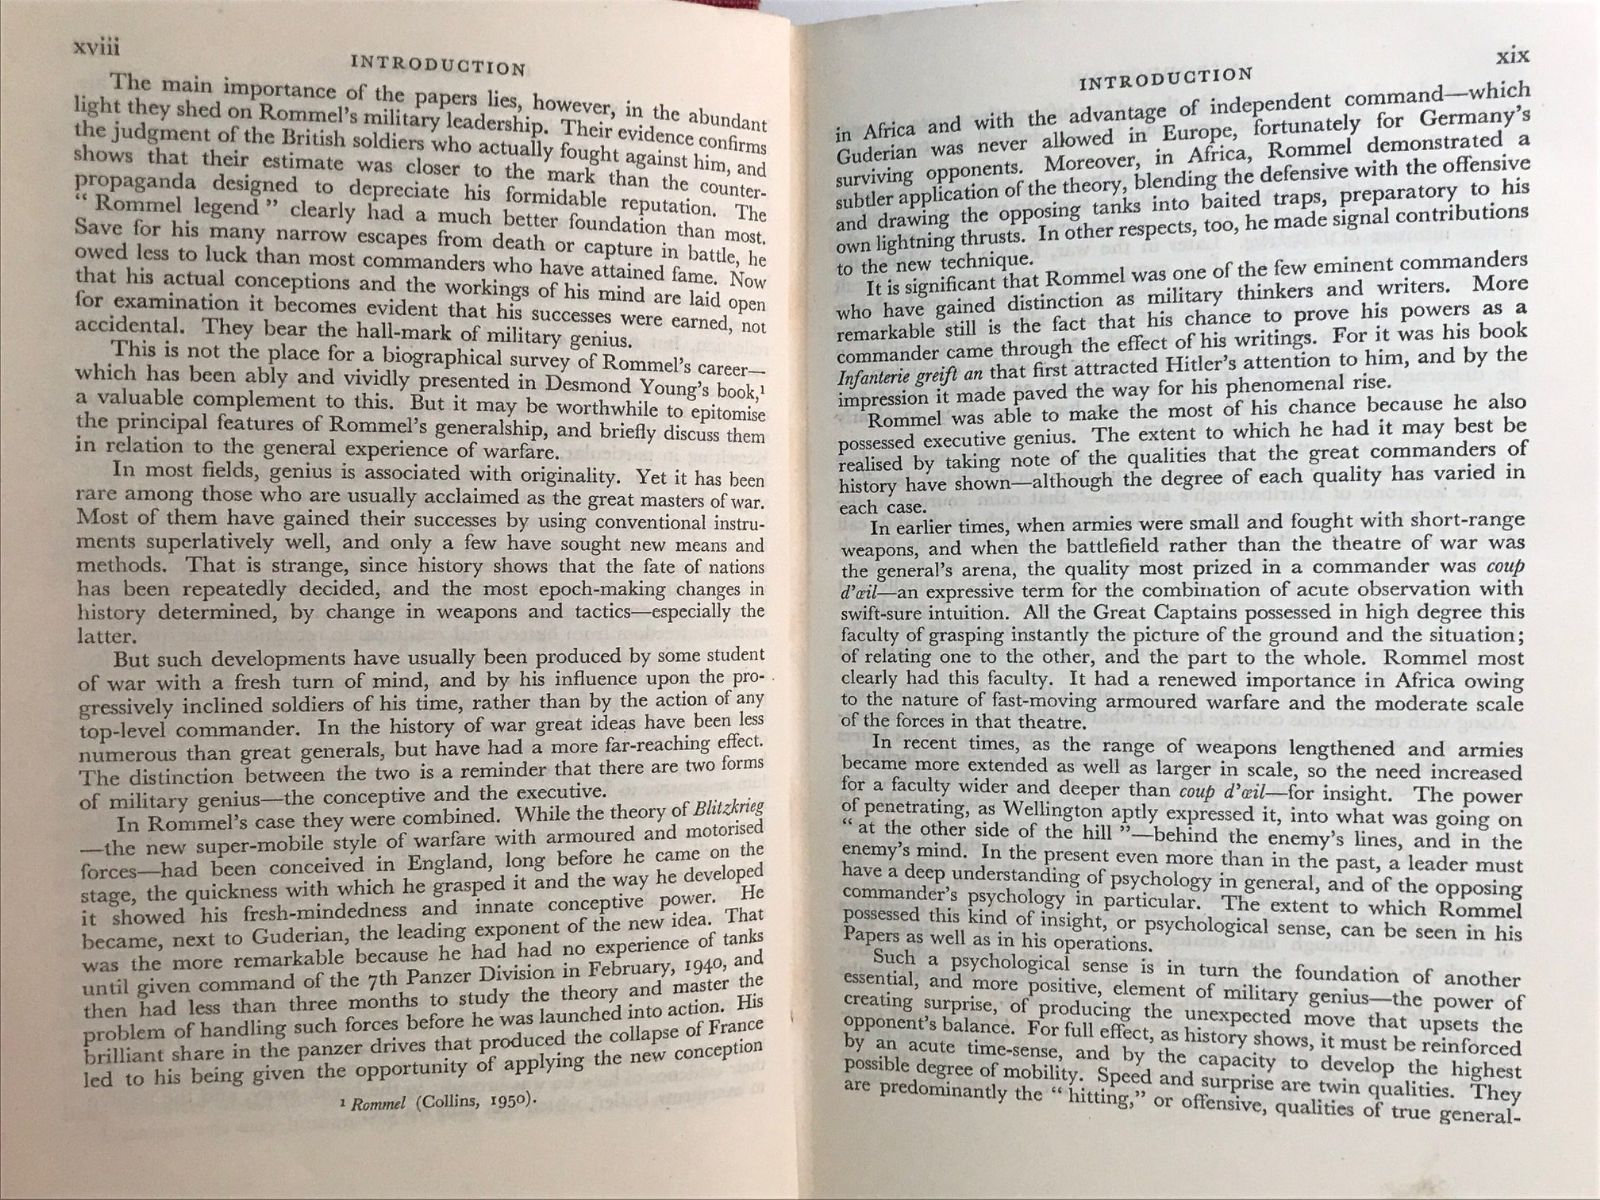 xviii
INTRODUCTION
The main importance of the papers lies, however, in the abundant
light they shed on Rommel's military leadership. Their evidence confirms
the judgment of the British soldiers who actually fought against him, and
shows that their estimate was closer to the mark than the counter-
propaganda designed to depreciate his formidable reputation. The
“ Rommel legend ” clearly had a much better foundation than most.
Save for his many narrow escapes from death or capture in battle, he
owed less to luck than most commanders who have attained fame. Now
that his actual conceptions and the workings of his mind are laid open
for examination it becomes evident that his successes were earned, not
accidental. They bear the hall-mark of military genius.
This is not the place for a biographical survey of Rommel's career—
which has been ably and vividly presented in Desmond Young's book,¹
a valuable complement to this. But it may be worthwhile to epitomise
the principal features of Rommel's generalship, and briefly discuss them
in relation to the general experience of warfare.
In most fields, genius is associated with originality. Yet it has been
rare among those who are usually acclaimed as the great masters of war.
Most of them have gained their successes by using conventional instru-
ments superlatively well, and only a few have sought new means and
methods. That is strange, since history shows that the fate of nations
has been repeatedly decided, and the most epoch-making changes in
history determined, by change in weapons and tactics—especially the
latter.
But such developments have usually been produced by some student
of war with a fresh turn of mind, and by his influence upon the pro-
gressively inclined soldiers of his time, rather than by the action of any
top-level commander. In the history of war great ideas have been less
numerous than great generals, but have had a more far-reaching effect.
The distinction between the two is a reminder that there are two forms
of military genius—the conceptive and the executive.
In Rommel's case they were combined. While the theory of Blitzkrieg
—the new super-mobile style of warfare with armoured and motorised
forces—had been conceived in England, long before he came on the
stage, the quickness with which he grasped it and the way he developed
it showed his fresh-mindedness and innate conceptive power. He
became, next to Guderian, the leading exponent of the new idea. That
was the more remarkable because he had had no experience of tanks
until given command of the 7th Panzer Division in February, 1940, and
then had less than three months to study the theory and master the
problem of handling such forces before he was launched into action. His
brilliant share in the panzer drives that produced the collapse of France
led to his being given the opportunity of applying the new conception
¹ Rommel (Collins, 1950).
xix
INTRODUCTION
in Africa and with the advantage of independent command—which
Guderian was never allowed in Europe, fortunately for Germany's
surviving opponents. Moreover, in Africa, Rommel demonstrated a
subtler application of the theory, blending the defensive with the offensive
and drawing the opposing tanks into baited traps, preparatory to his
own lightning thrusts. In other respects, too, he made signal contributions
to the new technique.
It is significant that Rommel was one of the few eminent commanders
who have gained distinction as military thinkers and writers. More
remarkable still is the fact that his chance to prove his powers as a
commander came through the effect of his writings. For it was his book
Infanterie greift an that first attracted Hitler's attention to him, and by the
impression it made paved the way for his phenomenal rise.
Rommel was able to make the most of his chance because he also
possessed executive genius. The extent to which he had it may best be
realised by taking note of the qualities that the great commanders of
history have shown—although the degree of each quality has varied in
each case.
In earlier times, when armies were small and fought with short-range
weapons, and when the battlefield rather than the theatre of war was
the general's arena, the quality most prized in a commander was coup
d'œil—an expressive term for the combination of acute observation with
swift-sure intuition. All the Great Captains possessed in high degree this
faculty of grasping instantly the picture of the ground and the situation;
of relating one to the other, and the part to the whole. Rommel most
clearly had this faculty. It had a renewed importance in Africa owing
to the nature of fast-moving armoured warfare and the moderate scale
of the forces in that theatre.
In recent times, as the range of weapons lengthened and armies
became more extended as well as larger in scale, so the need increased
for a faculty wider and deeper than coup d'œil—for insight. The power
of penetrating, as Wellington aptly expressed it, into what was going on
“ at the other side of the hill ”—behind the enemy's lines, and in the
enemy's mind. In the present even more than in the past, a leader must
have a deep understanding of psychology in general, and of the opposing
commander's psychology in particular. The extent to which Rommel
possessed this kind of insight, or psychological sense, can be seen in his
Papers as well as in his operations.
Such a psychological sense is in turn the foundation of another
essential, and more positive, element of military genius—the power of
creating surprise, of producing the unexpected move that upsets the
opponent's balance. For full effect, as history shows, it must be reinforced
by an acute time-sense, and by the capacity to develop the highest
possible degree of mobility. Speed and surprise are twin qualities. They
are predominantly the “ hitting,” or offensive, qualities of true general-